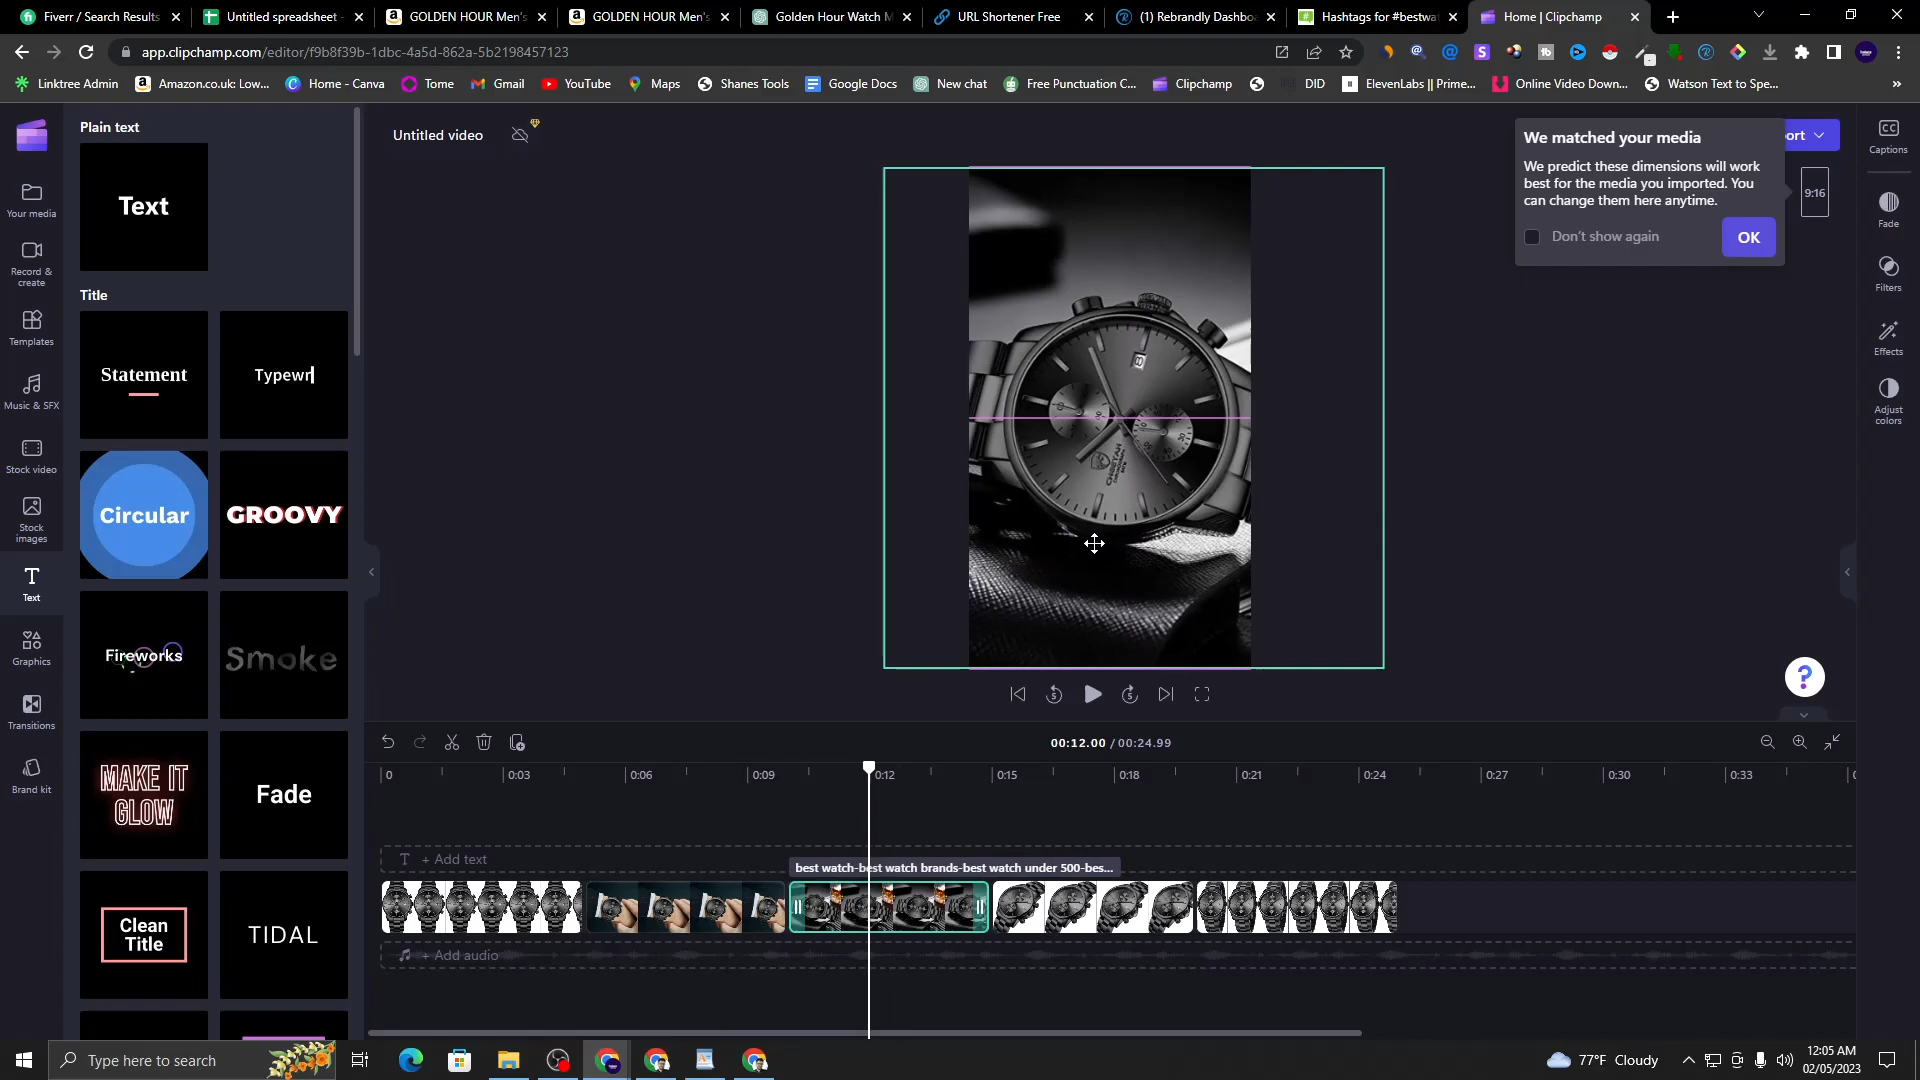 Fiverr / Search Results
Untitled spreadsheet -
GOLDEN HOUR Men's
GOLDEN HOUR Men's
Golden Hour Watch M
URL Shortener Free
(1) Rebrandly Dashbo
Hashtags for #bestwat
Home | Clipchamp
app.clipchamp.com/editor/f9b8f39b-1dbc-4a5d-862a-5b2198457123
Linktree Admin
Amazon.co.uk: Low...
Home - Canva
Tome
Gmail
YouTube
Maps
Shanes Tools
Google Docs
New chat
Free Punctuation C...
Clipchamp
DID
ElevenLabs || Prime...
Online Video Down...
Watson Text to Spe...
»
Your media
Record &
create
Templates
Music & SFX
Stock video
Stock
images
Text
Graphics
Transitions
Brand kit
Plain text
Text
Title
Statement
Typewr
Circular
GROOVY
Fireworks
Smoke
MAKE IT
GLOW
Fade
Clean
Title
TIDAL
Untitled video
We matched your media
We predict these dimensions will work
best for the media you imported. You
can change them here anytime.
Don't show again
OK
ort
9:16
Captions
Fade
Filters
Effects
Adjust
colors
8
CHEETAH
?
5
5
00:12.00 / 00:24.99
0
0:03
0:06
0:09
0:12
0:15
0:18
0:21
0:24
0:27
0:30
0:33
T + Add text
best watch-best watch brands-best watch under 500-bes...
+ Add audio
Type here to search
77°F Cloudy
12:05 AM
02/05/2023